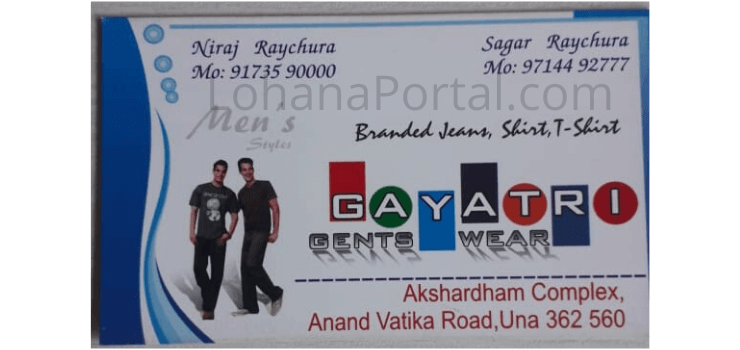 Niraj Raychura
Mo: 91735 90000
Sagar Raychura
Mo: 97144 92777
LohanaPortal.com
Men's
Styles
Branded Jeans, Shirt,T-Shirt
GAYATRI
GENTS WEAR
Akshardham Complex,
Anand Vatika Road,Una 362 560